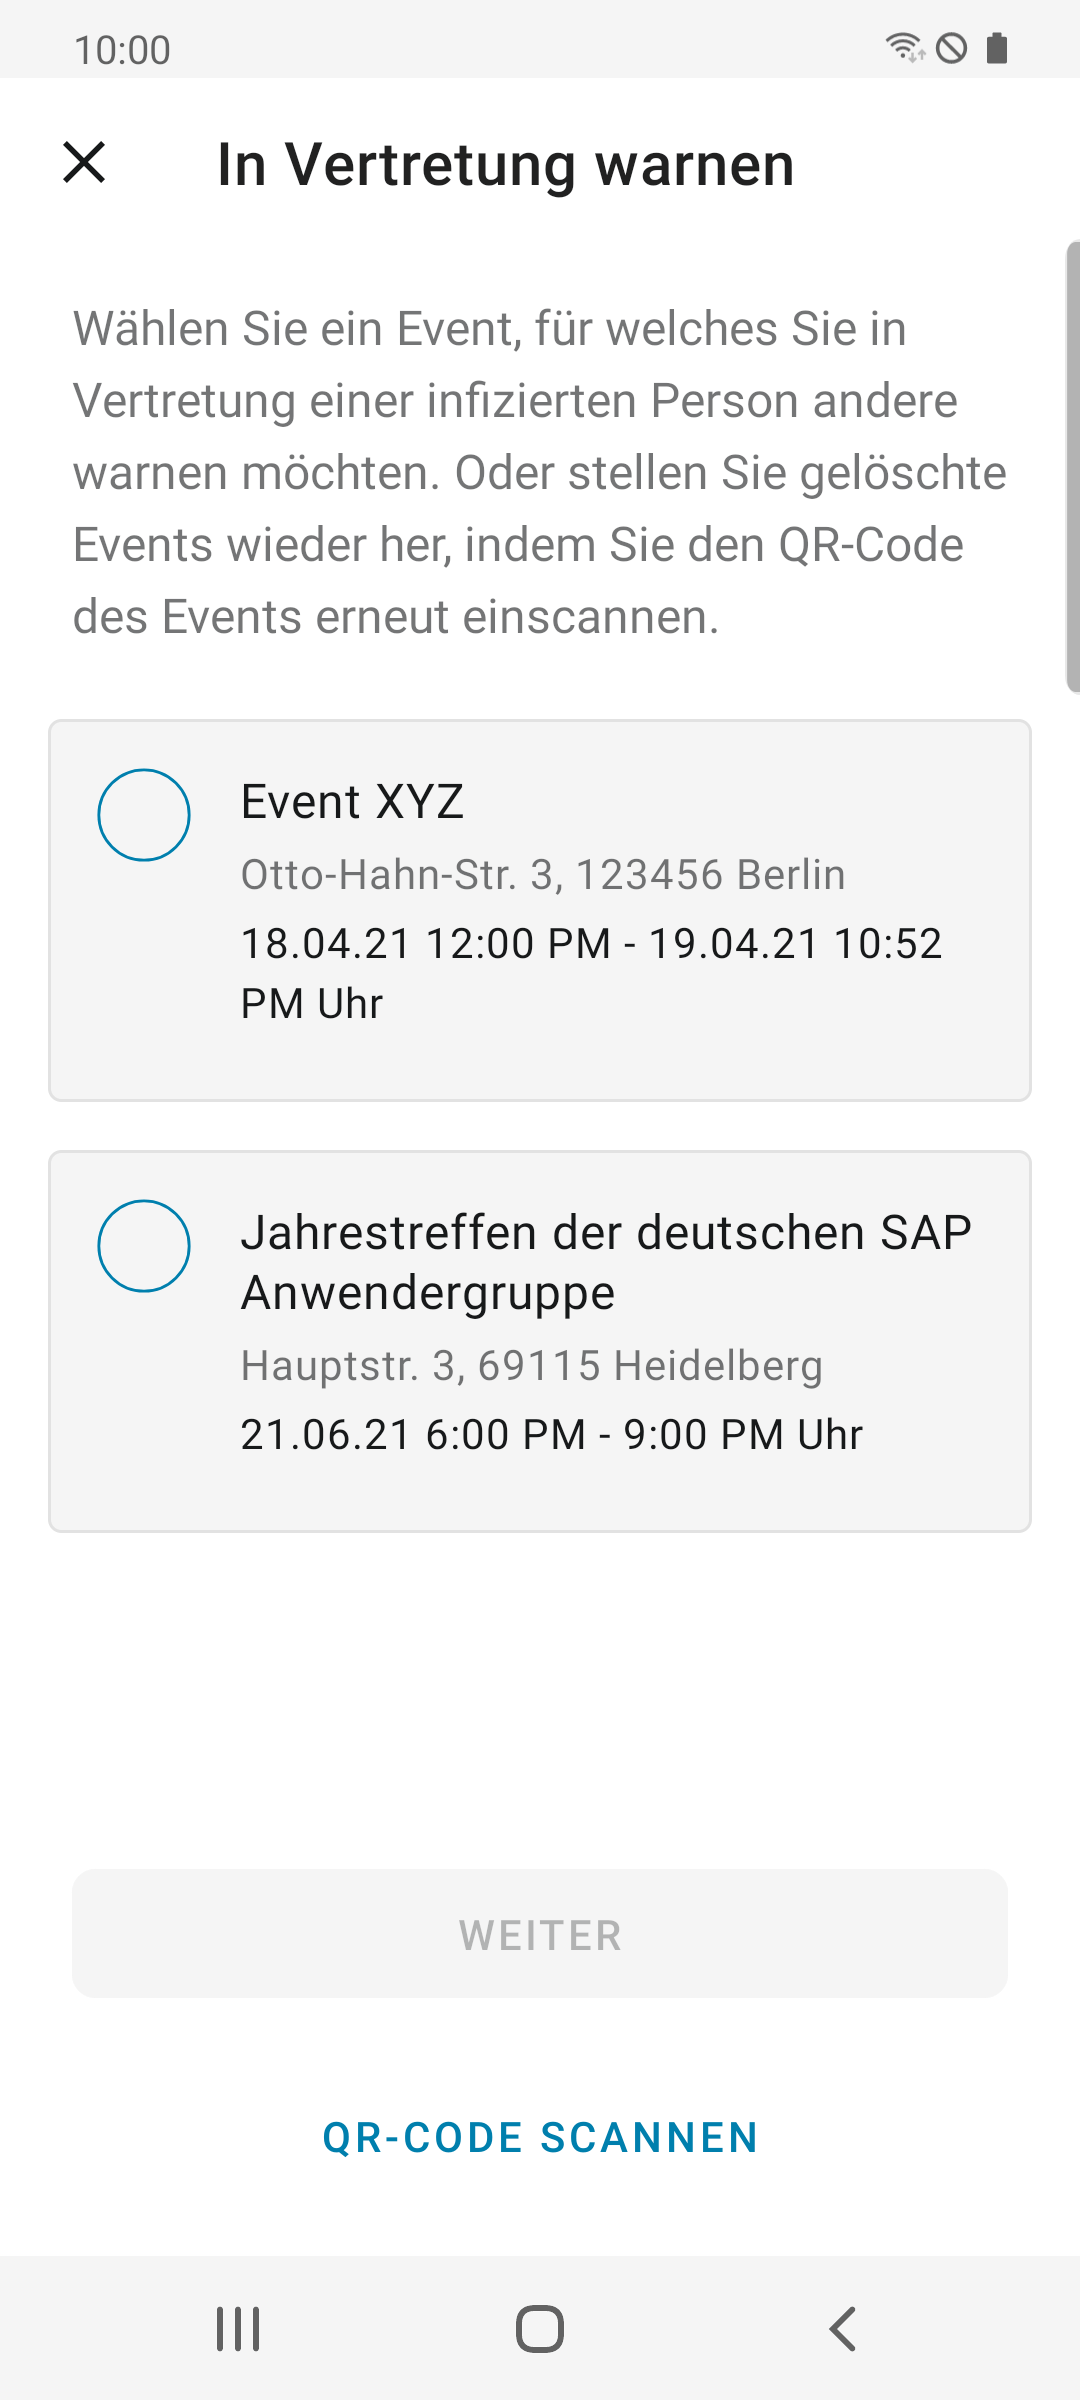 10:00
In Vertretung warnen
Wählen Sie ein Event, für welches Sie in
Vertretung einer infizierten Person andere
warnen möchten. Oder stellen Sie gelöschte
Events wieder her, indem Sie den QR-Code
des Events erneut einscannen.
Event XYZ
Otto-Hahn-Str. 3, 123456 Berlin
18.04.21 12:00 PM - 19.04.21 10:52
PM Uhr
Jahrestreffen der deutschen SAP
Anwendergruppe
Hauptstr. 3, 69115 Heidelberg
21.06.21 6:00 PM - 9:00 PM Uhr
WEITER
QR-CODE SCANNEN